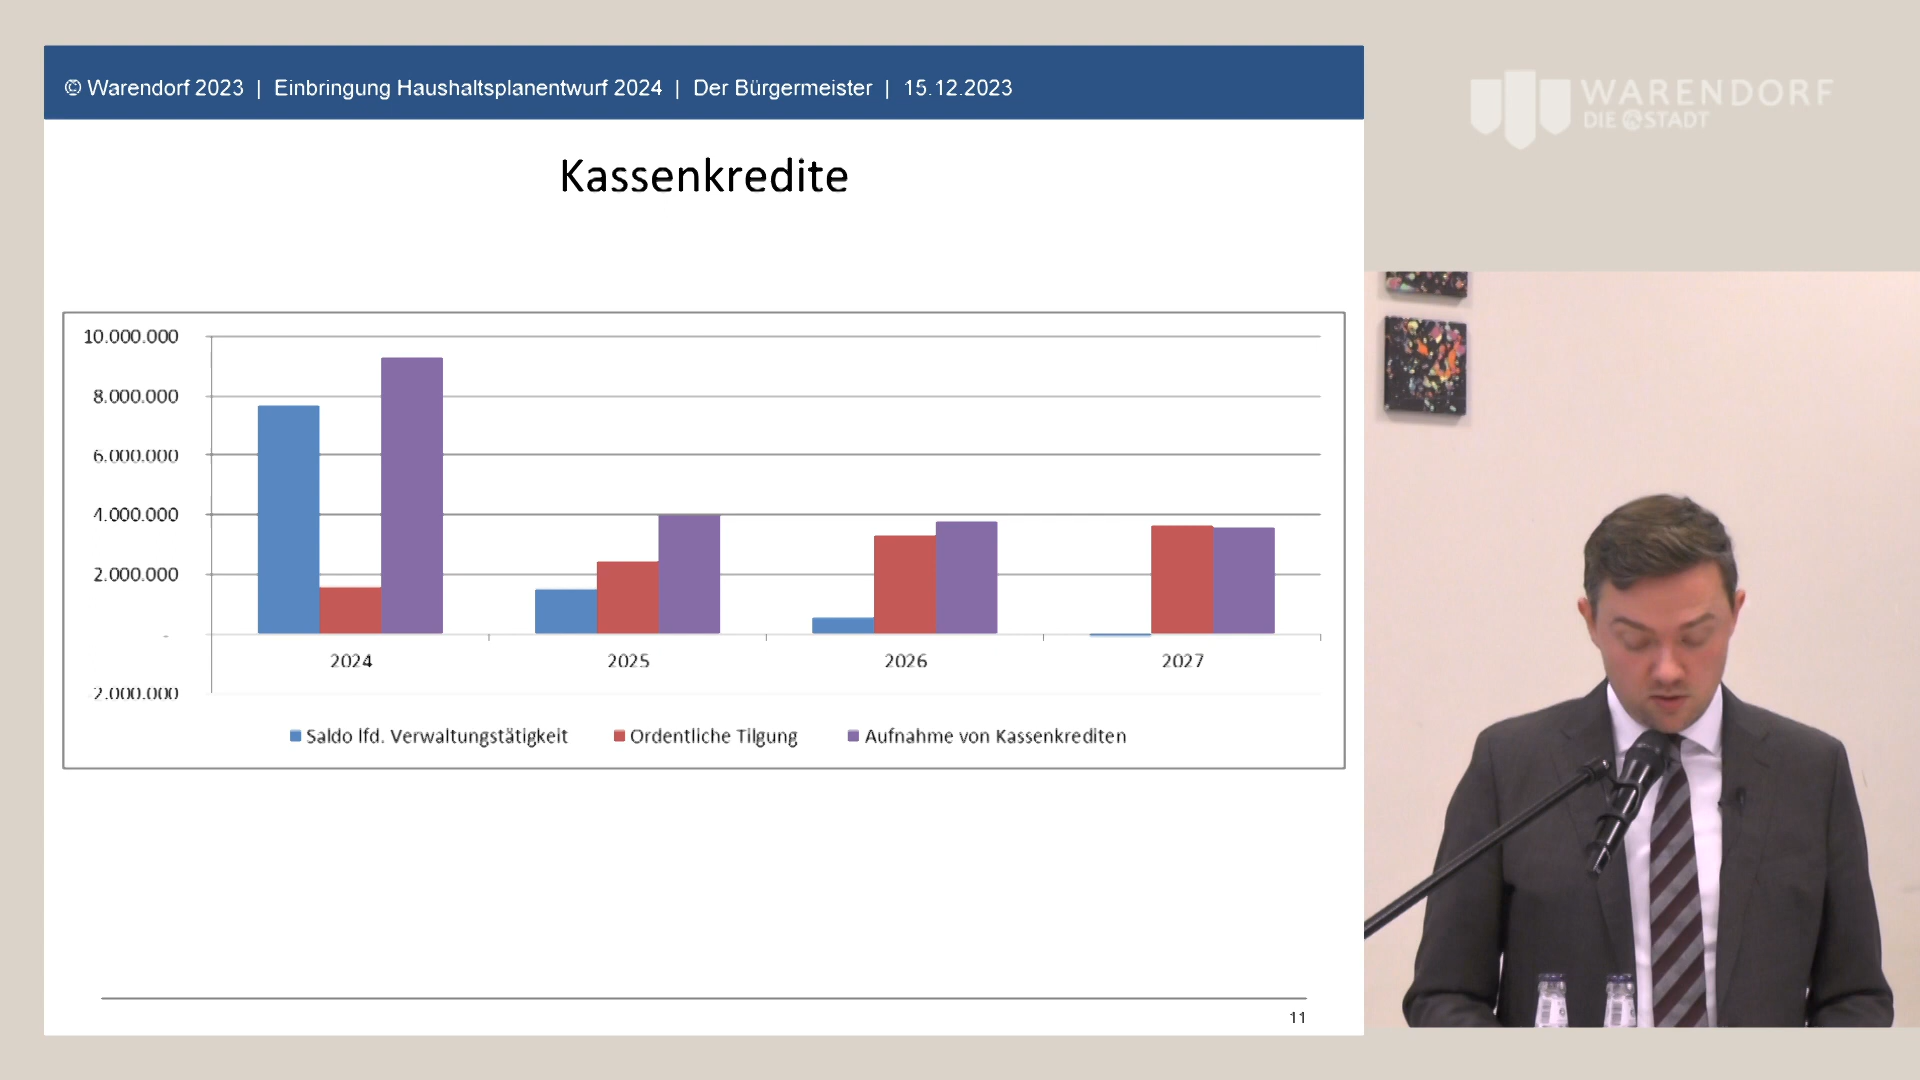 © Warendorf 2023 | Einbringung Haushaltsplanentwurf 2024 | Der Bürgermeister | 15.12.2023
WARENDORF
DIE STADT
Kassenkredite
10.000.000
8.000.000
6.000.000
4.000.000
2.000.000
-
2.000.000
2024 2025 2026 2027
Saldo lfd. Verwaltungstätigkeit Ordentliche Tilgung Aufnahme von Kassenkrediten
11